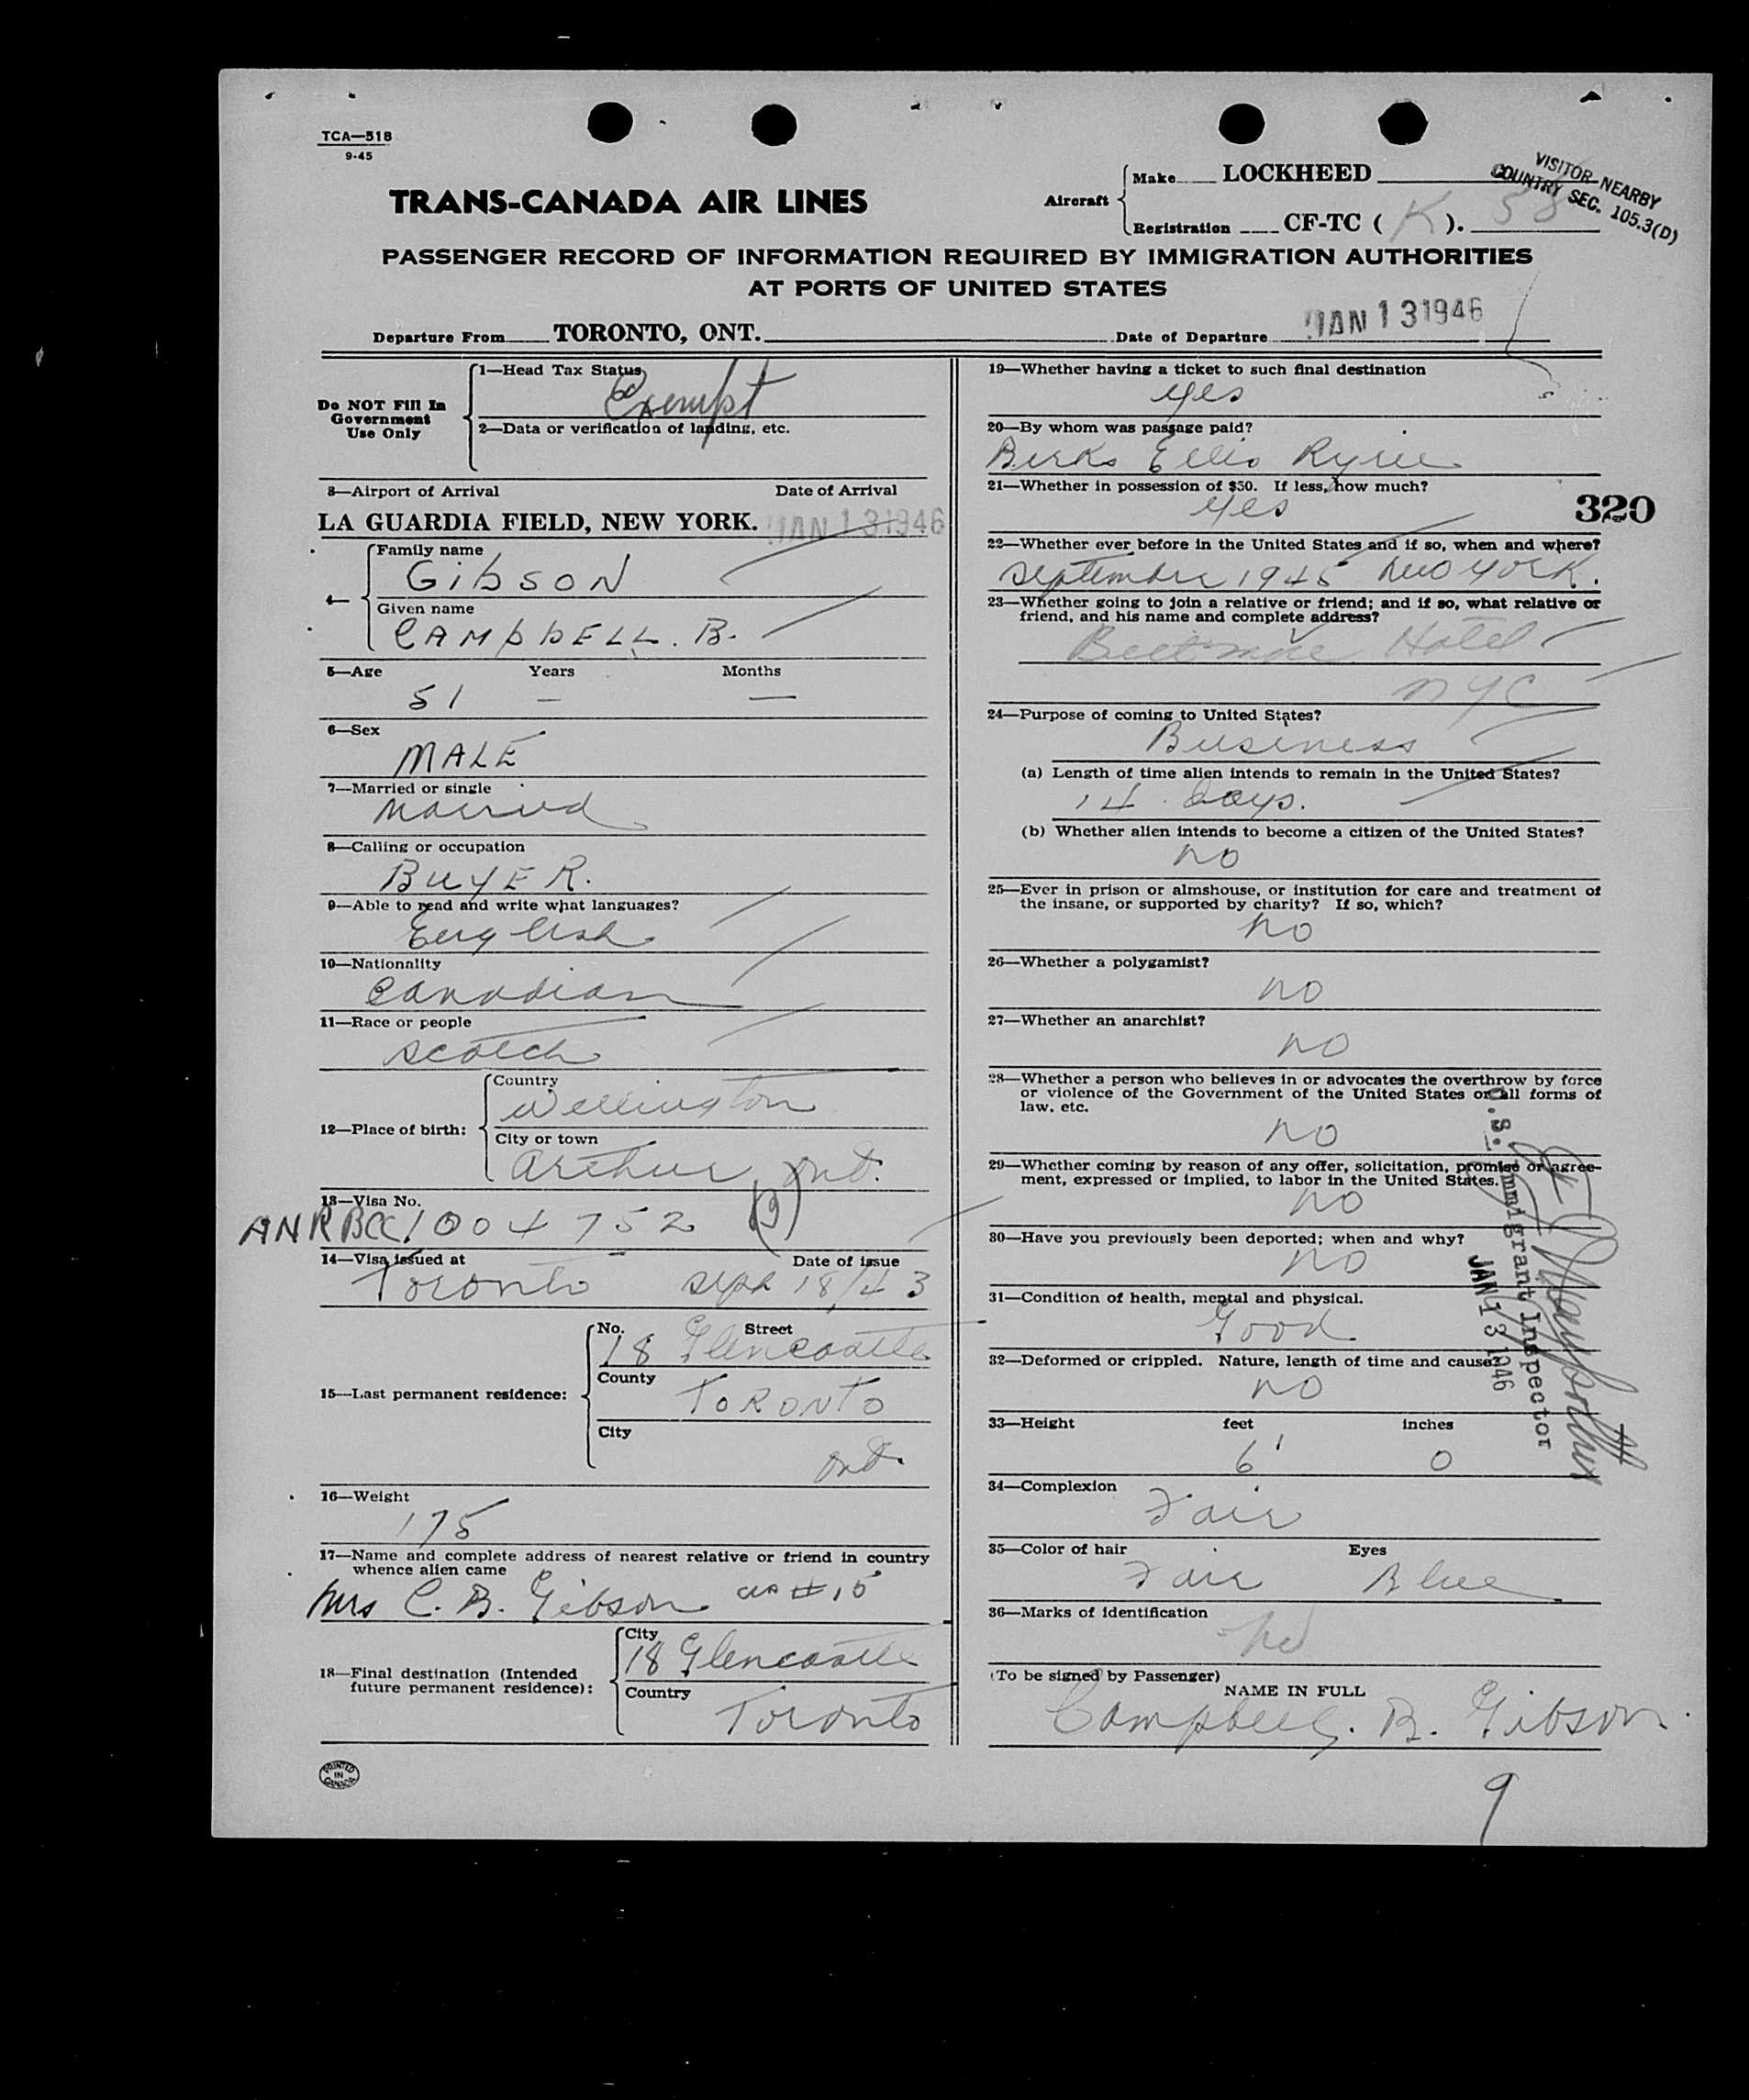 TCA—518
9-45
TRANS-CANADA AIR LINES
Aircraft
Make LOCKHEED
Registration CF-TC ( K ). 58
VISITOR-NEARBY
COUNTRY SEC. 105.3(D)
PASSENGER RECORD OF INFORMATION REQUIRED BY IMMIGRATION AUTHORITIES
AT PORTS OF UNITED STATES
Departure From TORONTO, ONT. Date of Departure JAN 13 1946
Do NOT Fill In
Government
Use Only
1—Head Tax Status
Exempt
2—Data or verification of landing, etc.
3—Airport of Arrival Date of Arrival
LA GUARDIA FIELD, NEW YORK. JAN 13 1946
4—
Family name
GibSON
Given name
CAMpbELL. B.
5—Age Years Months
51 — —
6—Sex
MALE
7—Married or single
Married
8—Calling or occupation
BUYER.
9—Able to read and write what languages?
English
10—Nationality
Canadian
11—Race or people
Scotch
12—Place of birth:
Country
Wellington
City or town
Arthur, Ont.
13—Visa No.
ANR BCC 1004752 (9)
14—Visa issued at Date of issue
Toronto Sept 18/43
15—Last permanent residence:
No. Street
18 Glencastle
County
TORONTO
City
Ont.
16—Weight
175
17—Name and complete address of nearest relative or friend in country
whence alien came
Mrs C. B. Gibson as # 15
18—Final destination (Intended
future permanent residence):
City
18 Glencastle
Country
Toronto
PRINTED
IN
CANADA
19—Whether having a ticket to such final destination
Yes
20—By whom was passage paid?
Birks Ellis Ryrie
21—Whether in possession of $50. If less, how much?
Yes
320
22—Whether ever before in the United States and if so, when and where?
September 1945 New York.
23—Whether going to join a relative or friend; and if so, what relative or
friend, and his name and complete address?
Biltmore Hotel
NYC
24—Purpose of coming to United States?
Business
(a) Length of time alien intends to remain in the United States?
14 days.
(b) Whether alien intends to become a citizen of the United States?
no
25—Ever in prison or almshouse, or institution for care and treatment of
the insane, or supported by charity? If so, which?
no
26—Whether a polygamist?
no
27—Whether an anarchist?
no
28—Whether a person who believes in or advocates the overthrow by force
or violence of the Government of the United States or all forms of
law, etc.
no
29—Whether coming by reason of any offer, solicitation, promise or agree-
ment, expressed or implied, to labor in the United States.
no
30—Have you previously been deported; when and why?
no
31—Condition of health, mental and physical.
Good
32—Deformed or crippled. Nature, length of time and cause?
no
U.S. Immigrant Inspector
JAN 13 1946
33—Height feet inches
6' 0
34—Complexion
Fair
35—Color of hair Eyes
Fair Blue
36—Marks of identification
no
(To be signed by Passenger)
NAME IN FULL
Campbell. B. Gibson
9